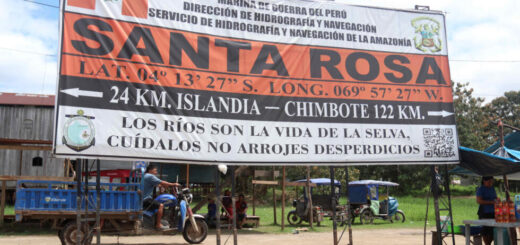 MARINA DE GUERRA DEL PERÚ
DIRECCIÓN DE HIDROGRAFÍA Y NAVEGACIÓN
SERVICIO DE HIDROGRAFÍA Y NAVEGACIÓN DE LA AMAZONÍA
SANTA ROSA
LAT. 04° 13' 27" S. LONG. 069° 57' 27" W.
24 KM. ISLANDIA – CHIMBOTE 122 KM.
LOS RÍOS SON LA VIDA DE LA SELVA,
CUÍDALOS NO ARROJES DESPERDICIOS